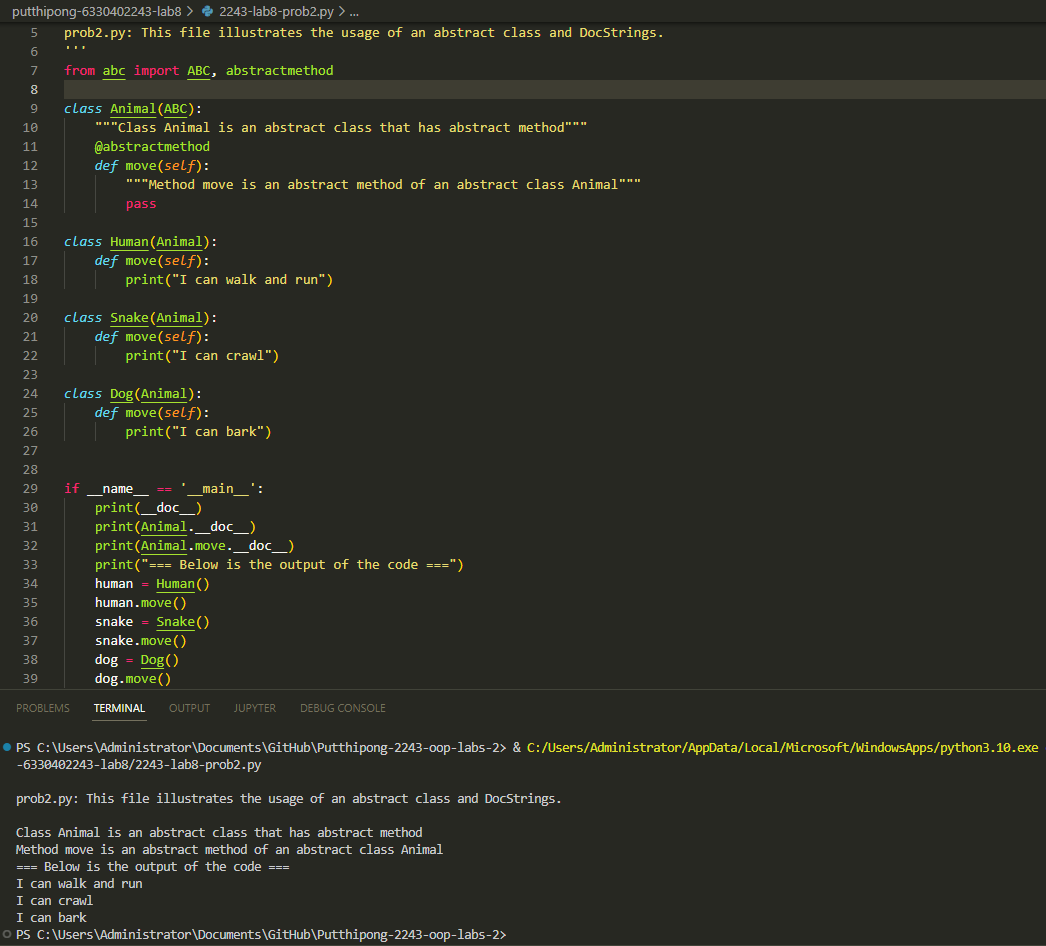 putthipong-6330402243-lab8 > 2243-lab8-prob2.py > ...
5 prob2.py: This file illustrates the usage of an abstract class and DocStrings.
6 '''
7 from abc import ABC, abstractmethod
8
9 class Animal(ABC):
10     """Class Animal is an abstract class that has abstract method"""
11     @abstractmethod
12     def move(self):
13         """Method move is an abstract method of an abstract class Animal"""
14         pass
15
16 class Human(Animal):
17     def move(self):
18         print("I can walk and run")
19
20 class Snake(Animal):
21     def move(self):
22         print("I can crawl")
23
24 class Dog(Animal):
25     def move(self):
26         print("I can bark")
27
28
29 if __name__ == '__main__':
30     print(__doc__)
31     print(Animal.__doc__)
32     print(Animal.move.__doc__)
33     print("=== Below is the output of the code ===")
34     human = Human()
35     human.move()
36     snake = Snake()
37     snake.move()
38     dog = Dog()
39     dog.move()
PROBLEMS TERMINAL OUTPUT JUPYTER DEBUG CONSOLE
PS C:\Users\Administrator\Documents\GitHub\Putthipong-2243-oop-labs-2> & C:/Users/Administrator/AppData/Local/Microsoft/WindowsApps/python3.10.exe
-6330402243-lab8/2243-lab8-prob2.py
prob2.py: This file illustrates the usage of an abstract class and DocStrings.
Class Animal is an abstract class that has abstract method
Method move is an abstract method of an abstract class Animal
=== Below is the output of the code ===
I can walk and run
I can crawl
I can bark
PS C:\Users\Administrator\Documents\GitHub\Putthipong-2243-oop-labs-2>